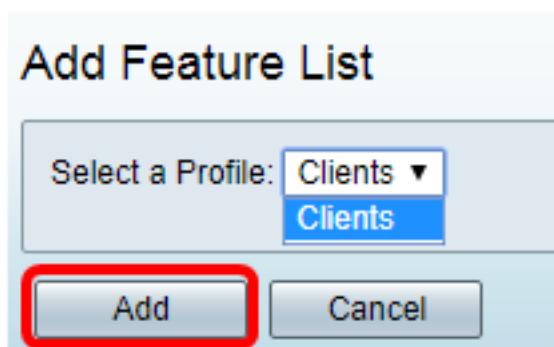 Add Feature List
Select a Profile: Clients ▼
Clients
Add Cancel